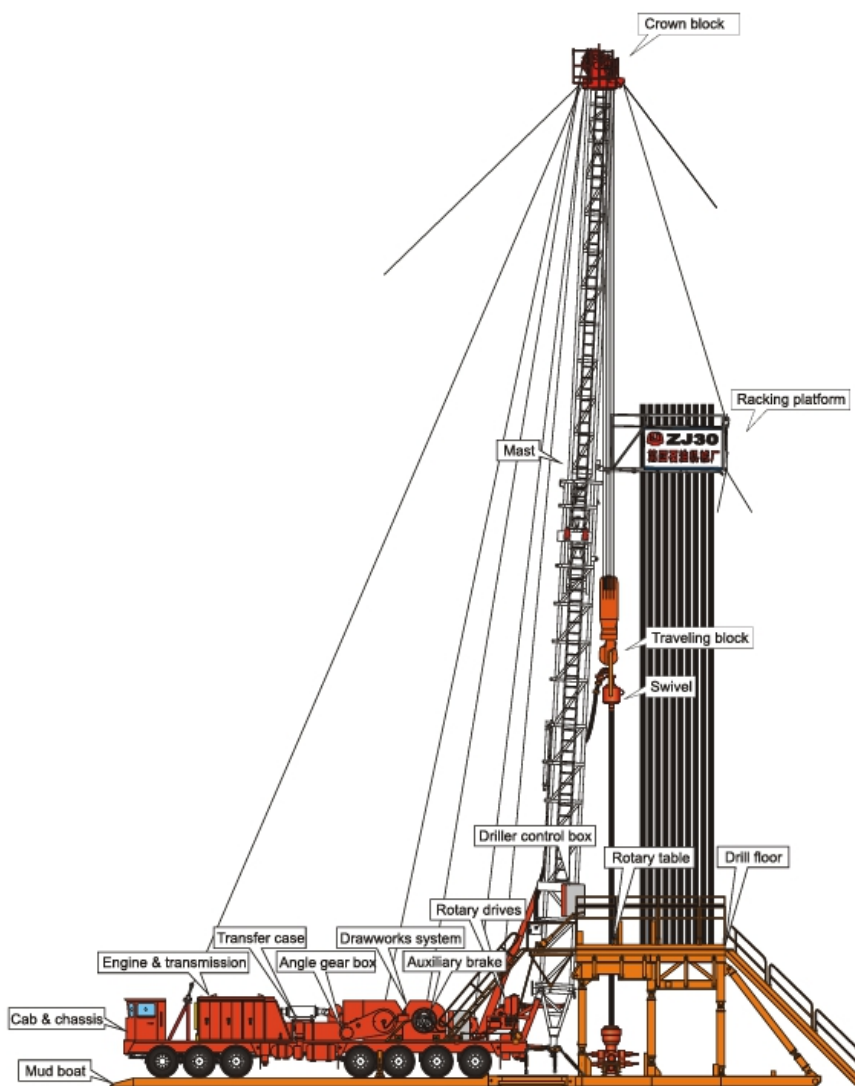 Crown block
Racking platform
ZJ30
Mast
Traveling block
Swivel
Driller control box
Rotary table
Drill floor
Rotary drives
Transfer case
Drawworks system
Engine & transmission
Angle gear box
Auxiliary brake
Cab & chassis
Mud boat